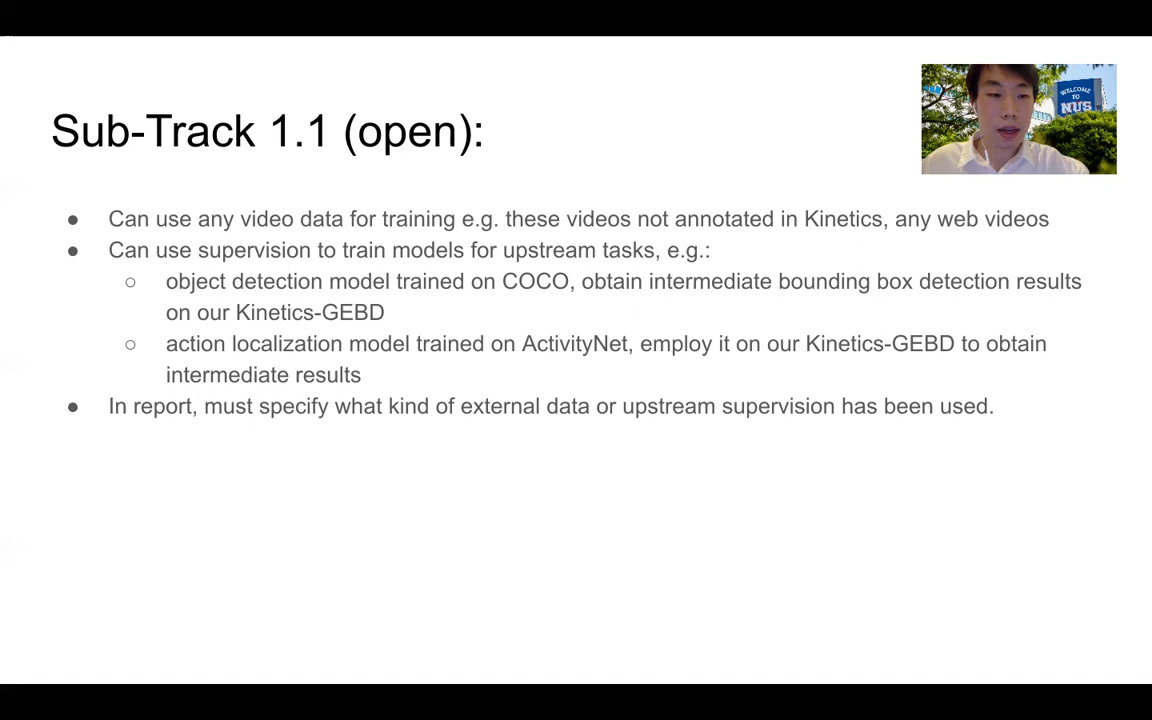 WELCOME
TO
NUS
Sub-Track 1.1 (open):
● Can use any video data for training e.g. these videos not annotated in Kinetics, any web videos
● Can use supervision to train models for upstream tasks, e.g.:
○ object detection model trained on COCO, obtain intermediate bounding box detection results
on our Kinetics-GEBD
○ action localization model trained on ActivityNet, employ it on our Kinetics-GEBD to obtain
intermediate results
● In report, must specify what kind of external data or upstream supervision has been used.